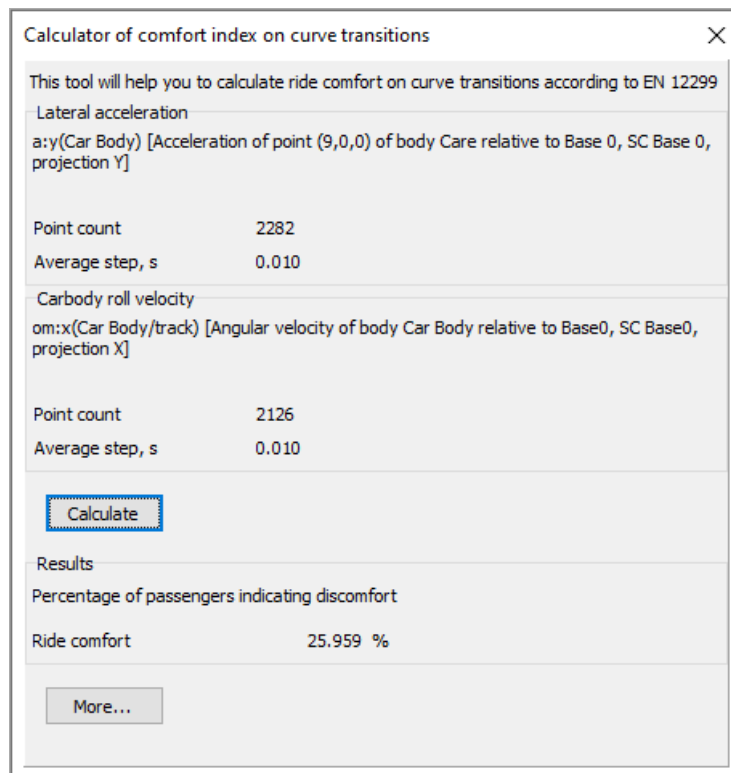 Calculator of comfort index on curve transitions
This tool will help you to calculate ride comfort on curve transitions according to EN 12299
Lateral acceleration
a:y(Car Body) [Acceleration of point (9,0,0) of body Care relative to Base 0, SC Base 0,
projection Y]
Point count 2282
Average step, s 0.010
Carbody roll velocity
om:x(Car Body/track) [Angular velocity of body Car Body relative to Base0, SC Base0,
projection X]
Point count 2126
Average step, s 0.010
Calculate
Results
Percentage of passengers indicating discomfort
Ride comfort 25.959 %
More...